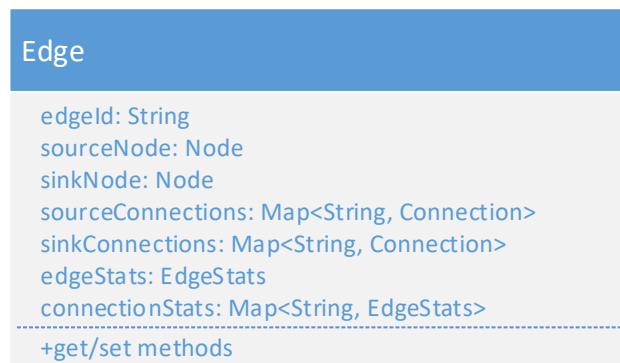 Edge
edgeId: String
sourceNode: Node
sinkNode: Node
sourceConnections: Map<String, Connection>
sinkConnections: Map<String, Connection>
edgeStats: EdgeStats
connectionStats: Map<String, EdgeStats>
+get/set methods